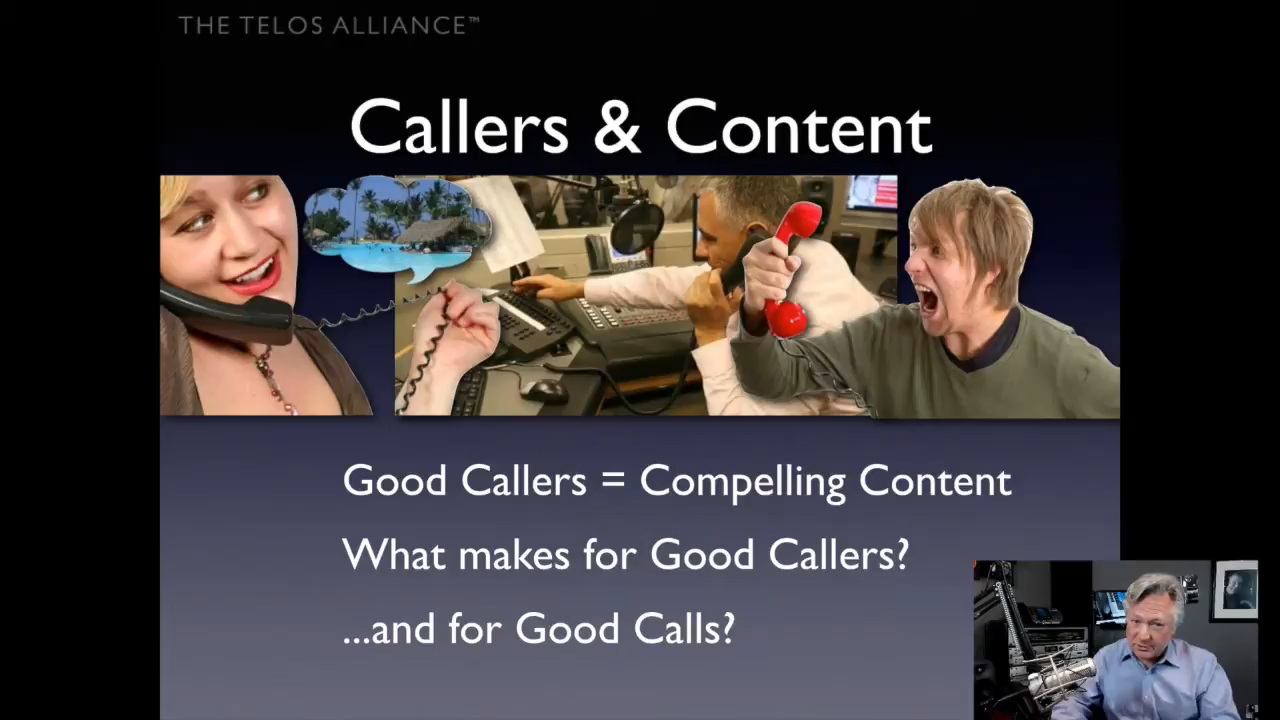 THE TELOS ALLIANCE™
Callers & Content
Good Callers = Compelling Content
What makes for Good Callers?
...and for Good Calls?